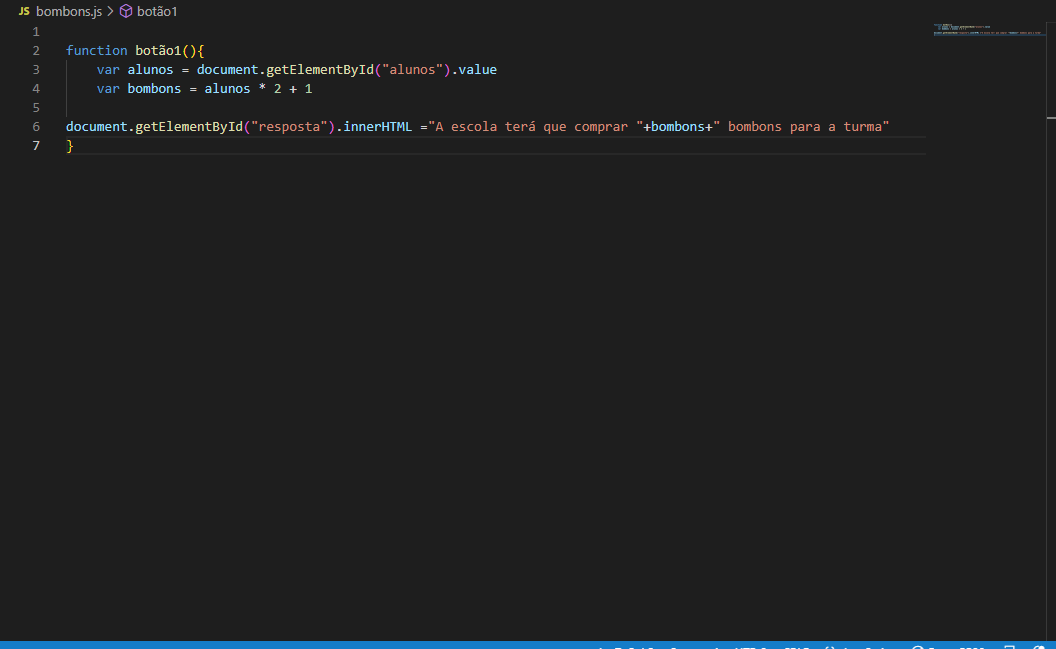 JS bombons.js > botão1
1
2 function botão1(){
3 var alunos = document.getElementById("alunos").value
4 var bombons = alunos * 2 + 1
5
6 document.getElementById("resposta").innerHTML ="A escola terá que comprar "+bombons+" bombons para a turma"
7 }